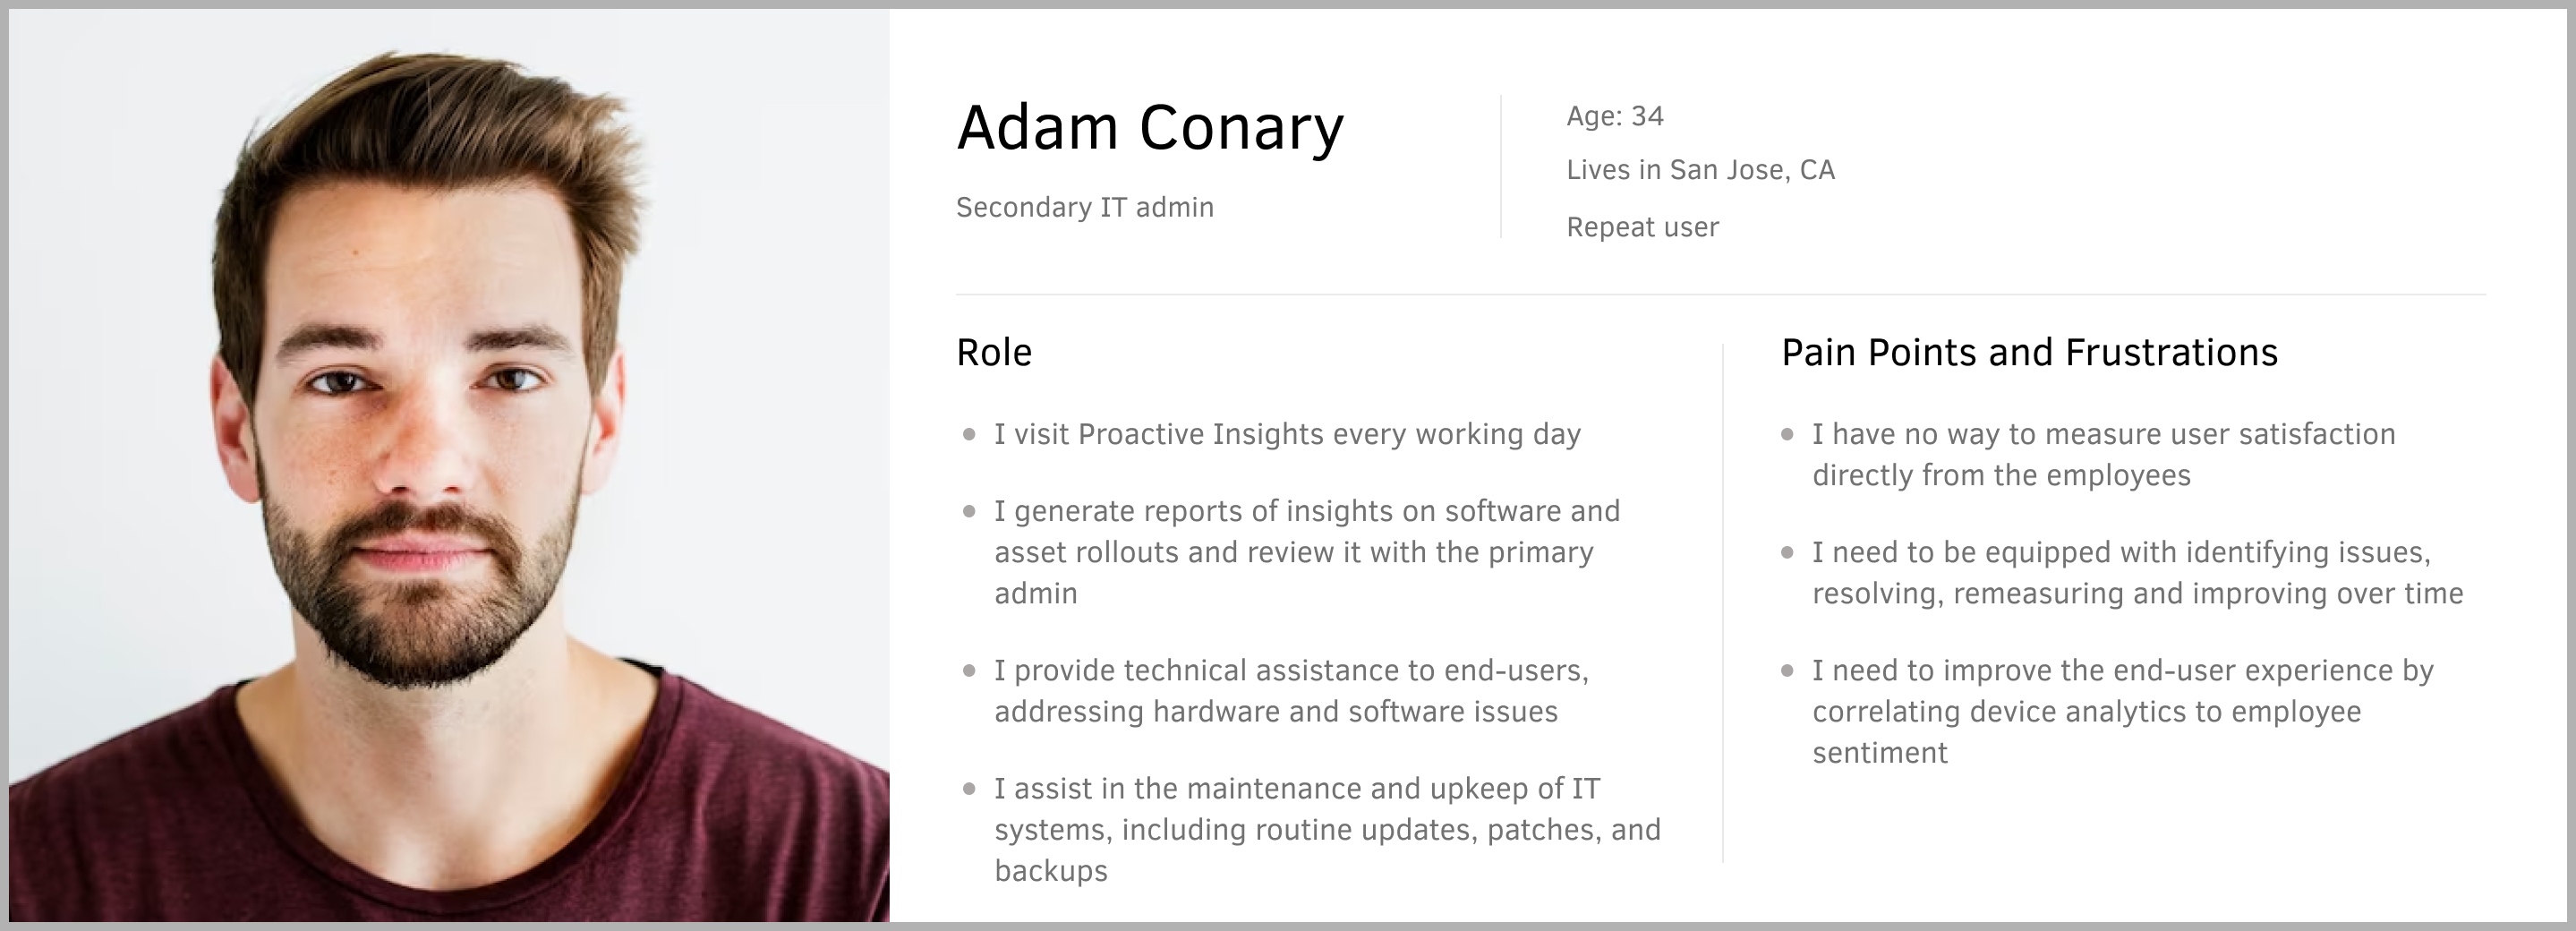 Adam Conary
Secondary IT admin
Age: 34
Lives in San Jose, CA
Repeat user
Role
I visit Proactive Insights every working day
I generate reports of insights on software and
asset rollouts and review it with the primary
admin
I provide technical assistance to end-users,
addressing hardware and software issues
I assist in the maintenance and upkeep of IT
systems, including routine updates, patches, and
backups
Pain Points and Frustrations
I have no way to measure user satisfaction
directly from the employees
I need to be equipped with identifying issues,
resolving, remeasuring and improving over time
I need to improve the end-user experience by
correlating device analytics to employee
sentiment